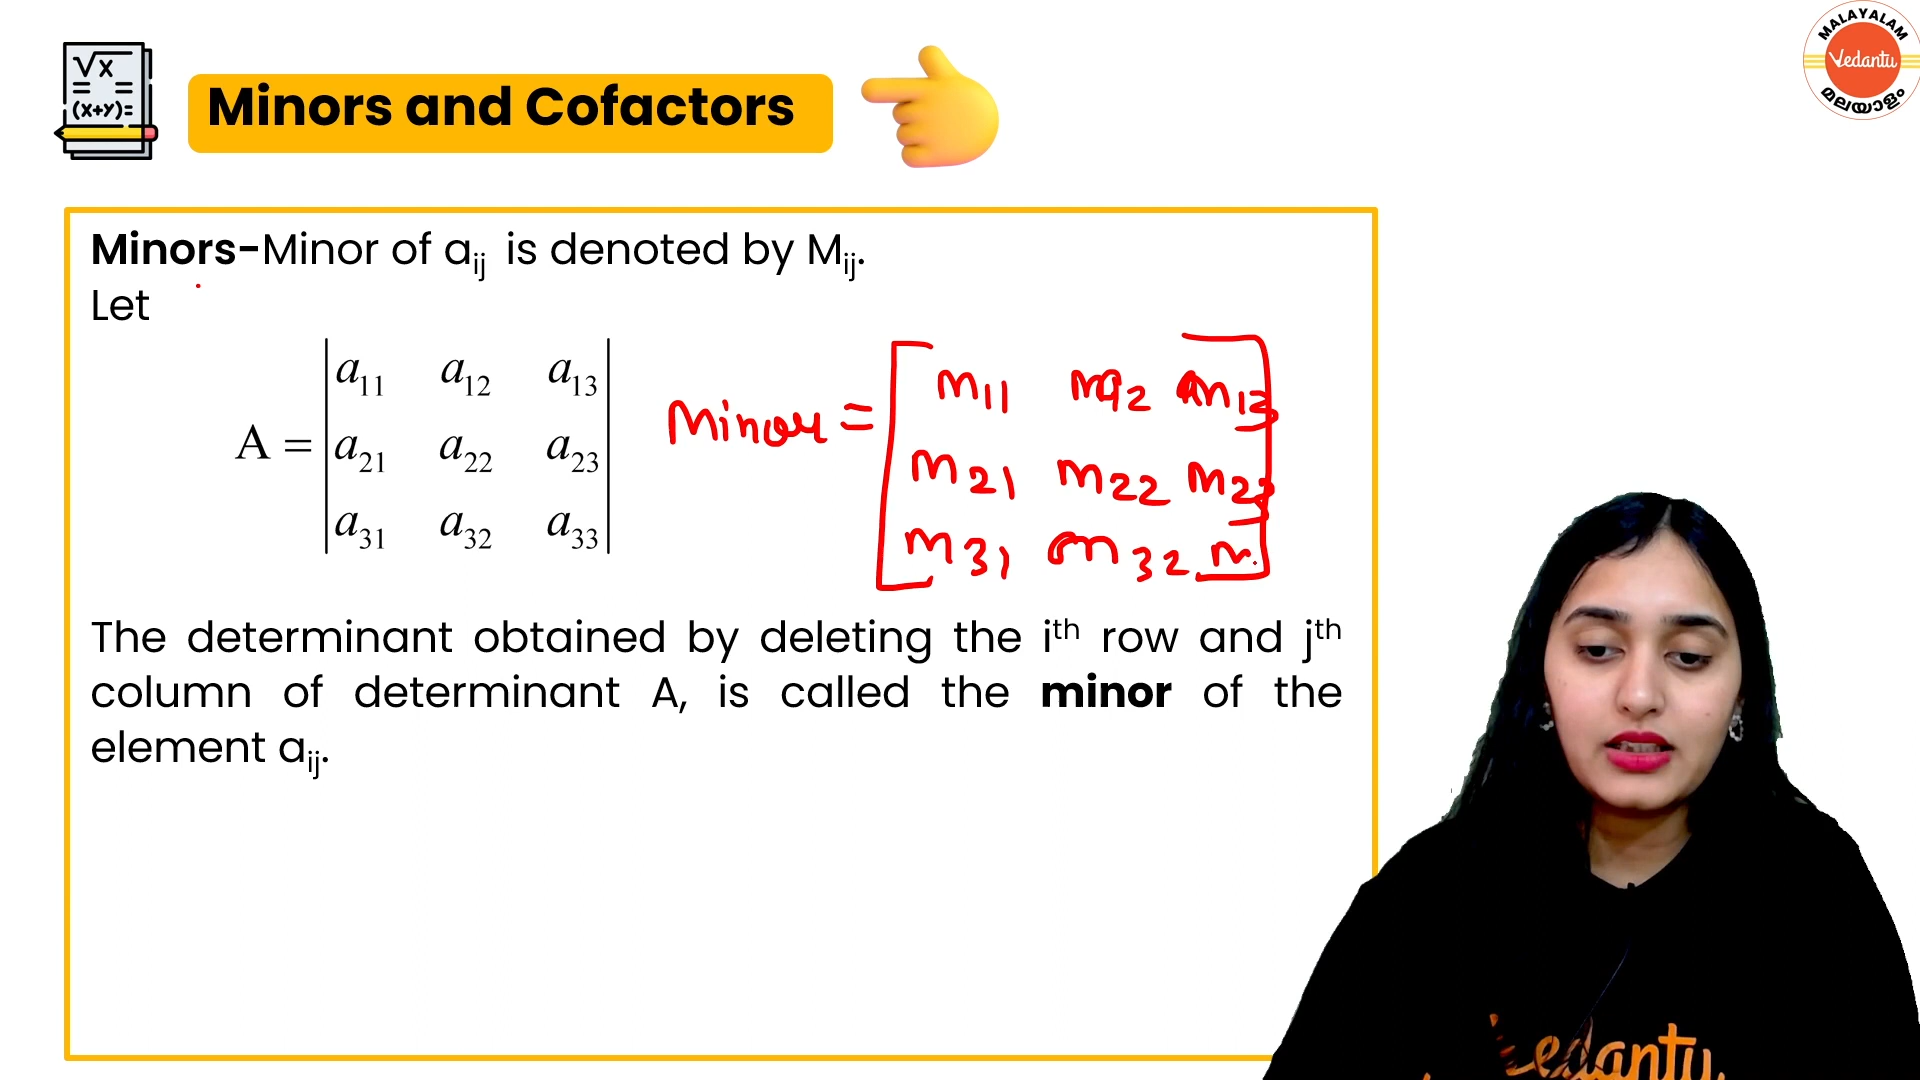 √x
(x+y)=
Minors and Cofactors
MALAYALAM
Vedantu
മലയാളം
Minors-Minor of aij is denoted by Mij.
Let
A = | a11 a12 a13 |
| a21 a22 a23 |
| a31 a32 a33 |
Minor = [ m11 m12 m13
m21 m22 m23
m31 m32 m ]
The determinant obtained by deleting the ith row and jth
column of determinant A, is called the minor of the
element aij.
Vedantu